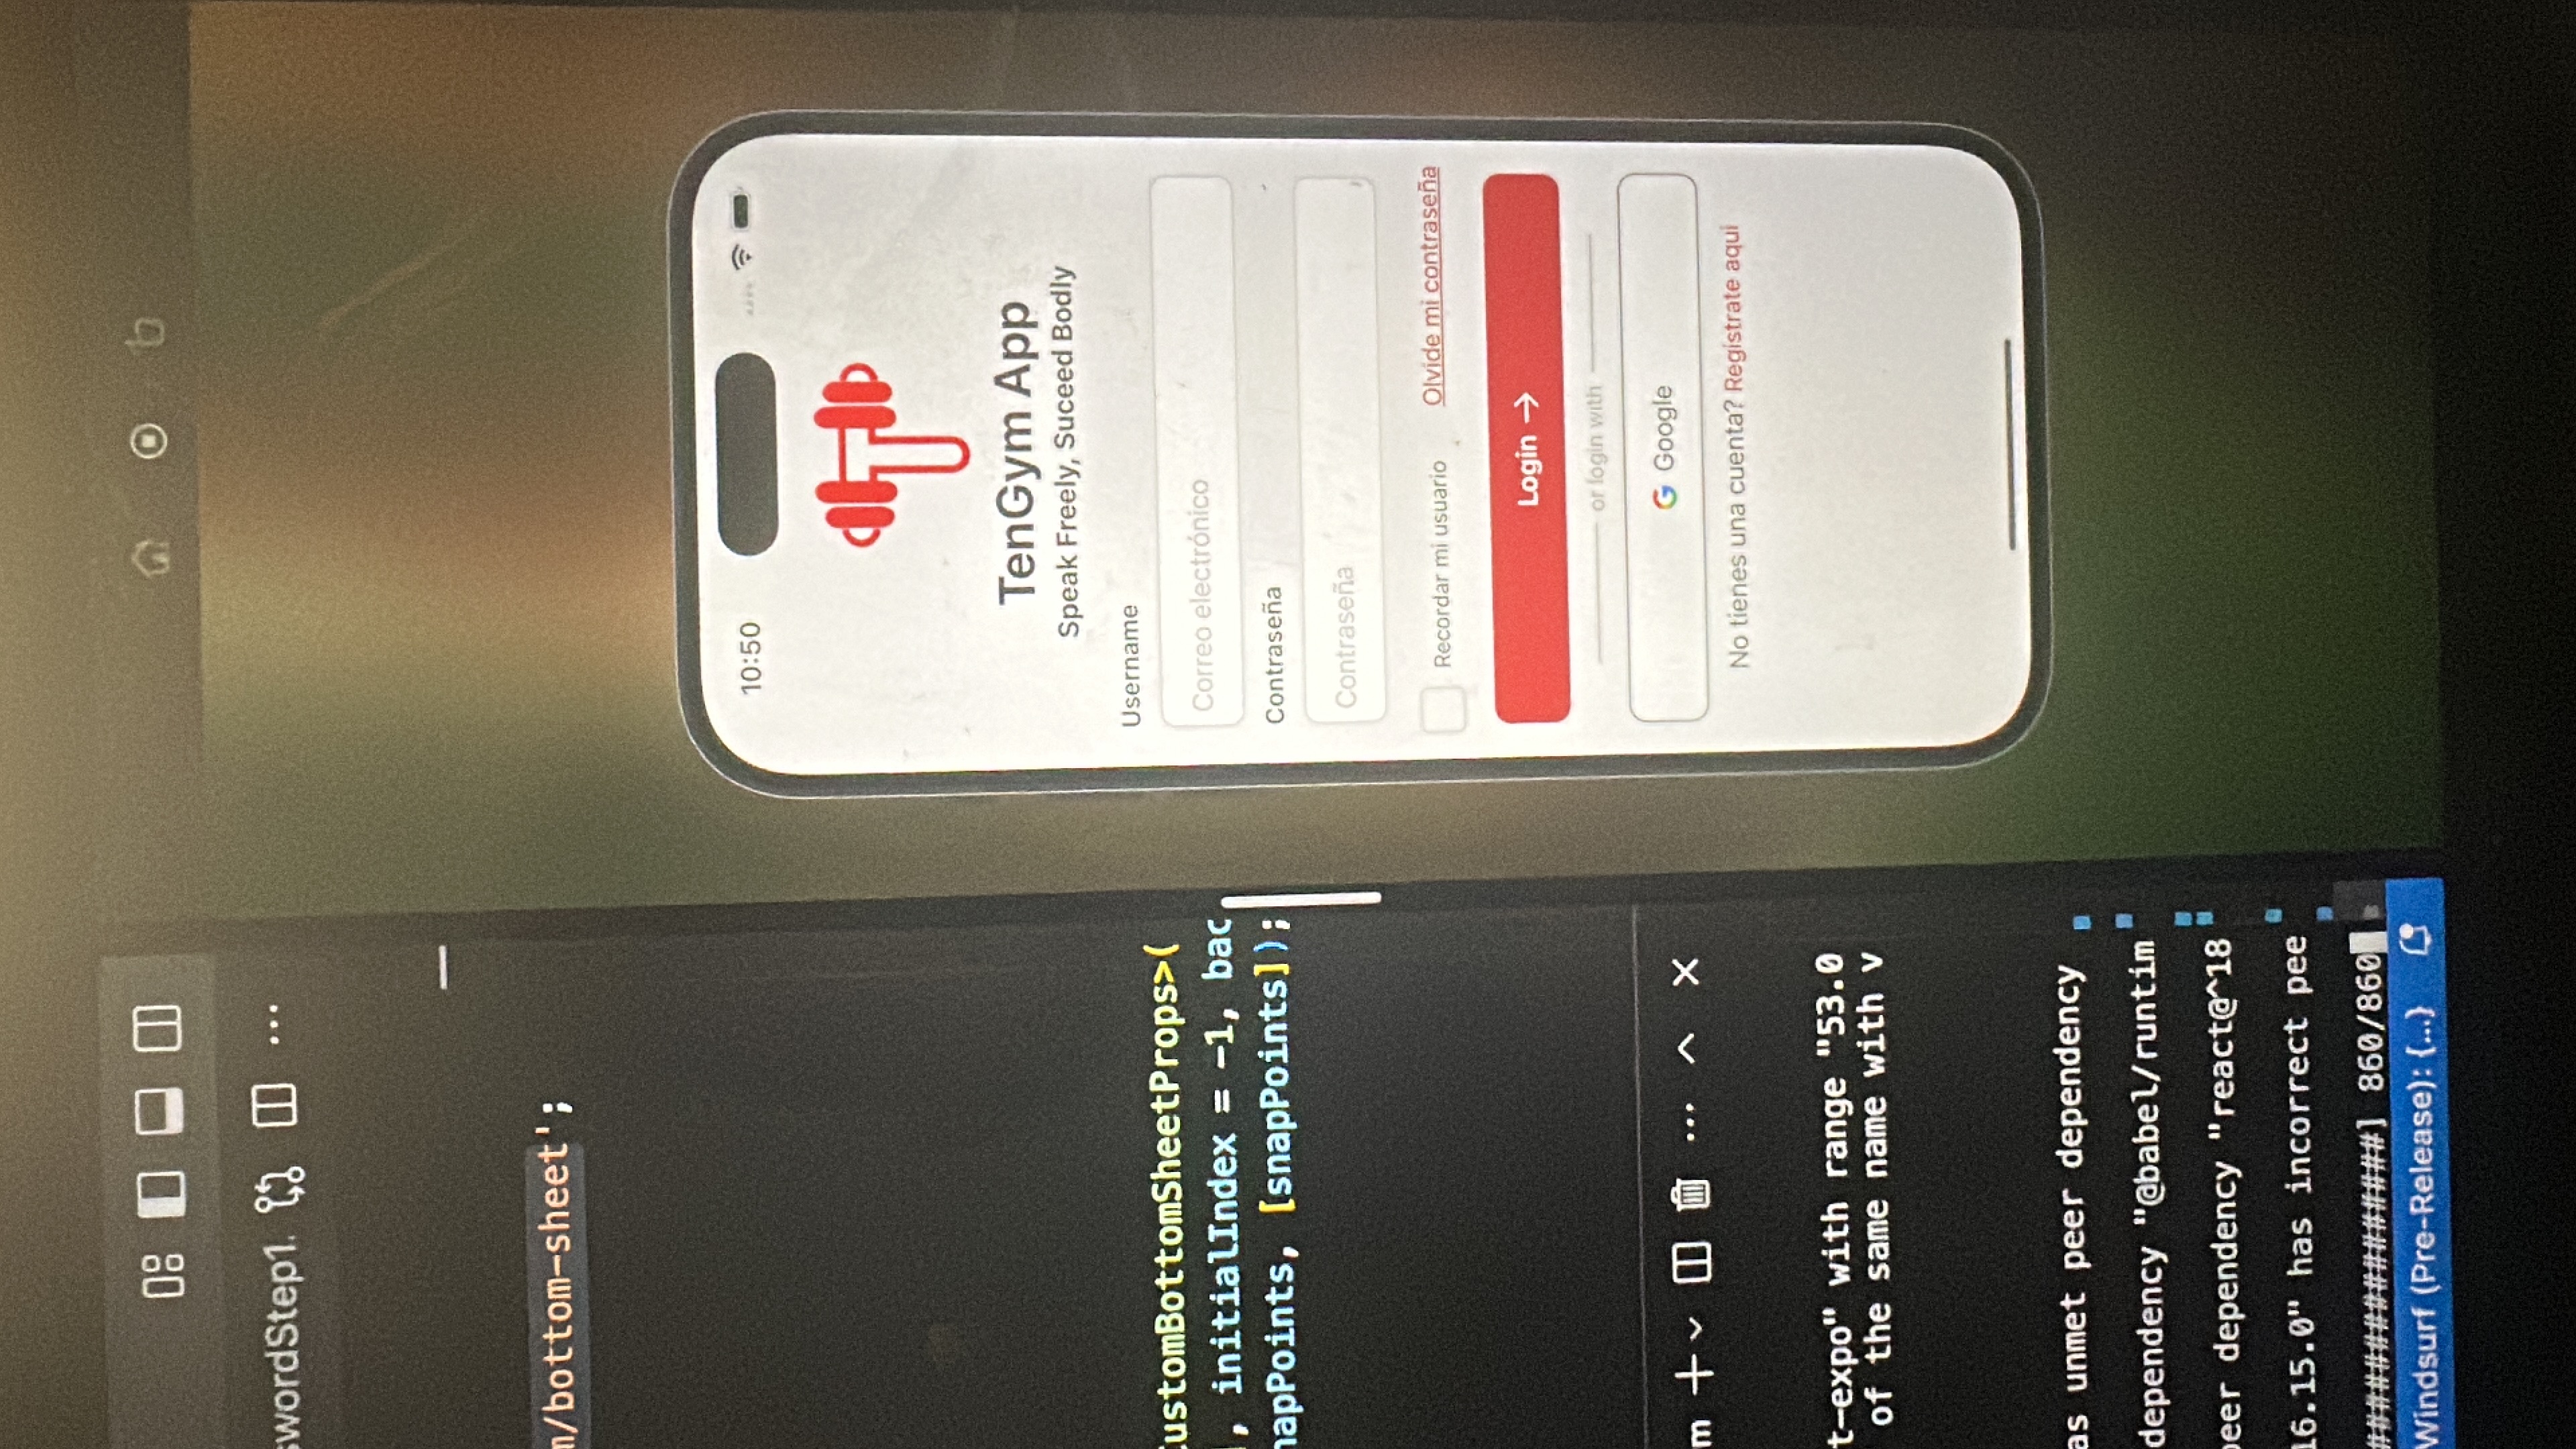 swordStep1.
m/bottom-sheet';
CustomBottomSheetProps>(
, initialIndex = -1, bac
napPoints, [snapPoints]);
m
t-expo" with range "53.0
of the same name with v
as unmet peer dependency
dependency "@babel/runtim
peer dependency "react@^18
16.15.0" has incorrect pee
################] 860/860
Windsurf (Pre-Release): {...}
10:50
TenGym App
Speak Freely, Suceed Bodly
Username
Correo electrónico
Contraseña
Contraseña
Recordar mi usuario
Olvide mi contraseña
Login →
or login with
Google
No tienes una cuenta? Registrate aqui